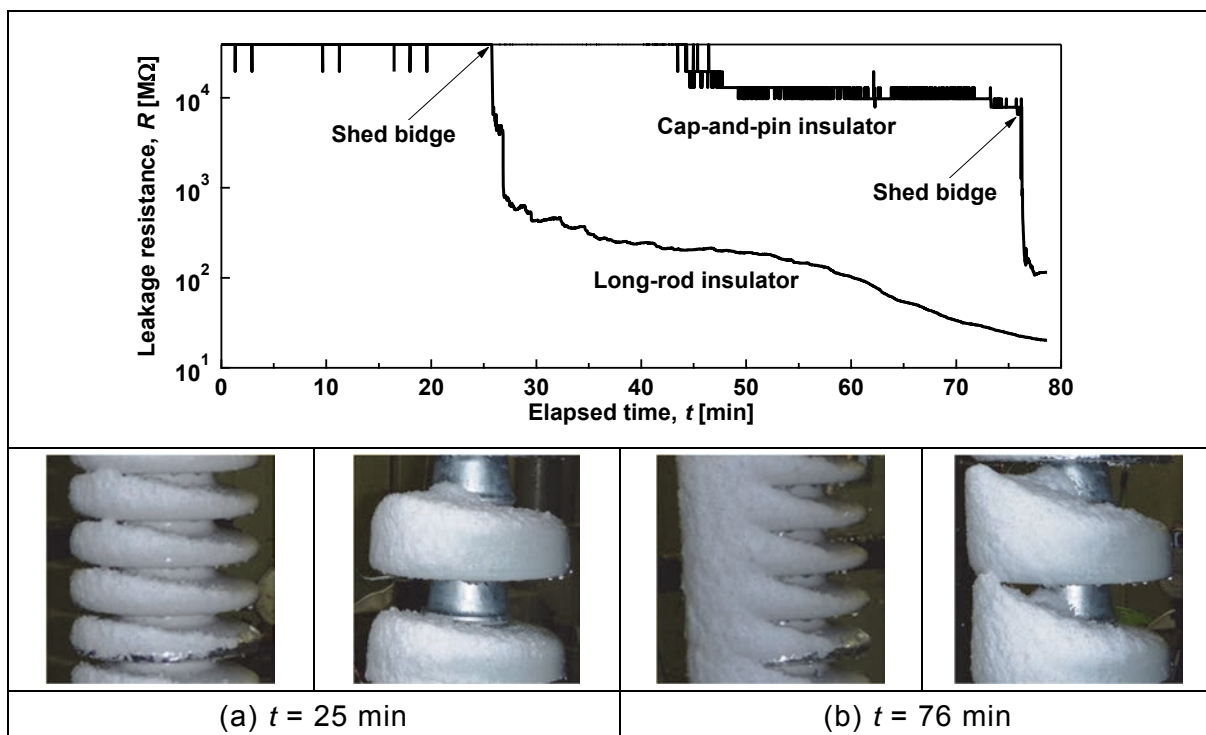 Leakage resistance, R [MΩ]
10^4
10^3
10^2
10^1
Shed bidge
Cap-and-pin insulator
Shed bidge
Long-rod insulator
0 10 20 30 40 50 60 70 80
Elapsed time, t [min]
(a) t = 25 min
(b) t = 76 min